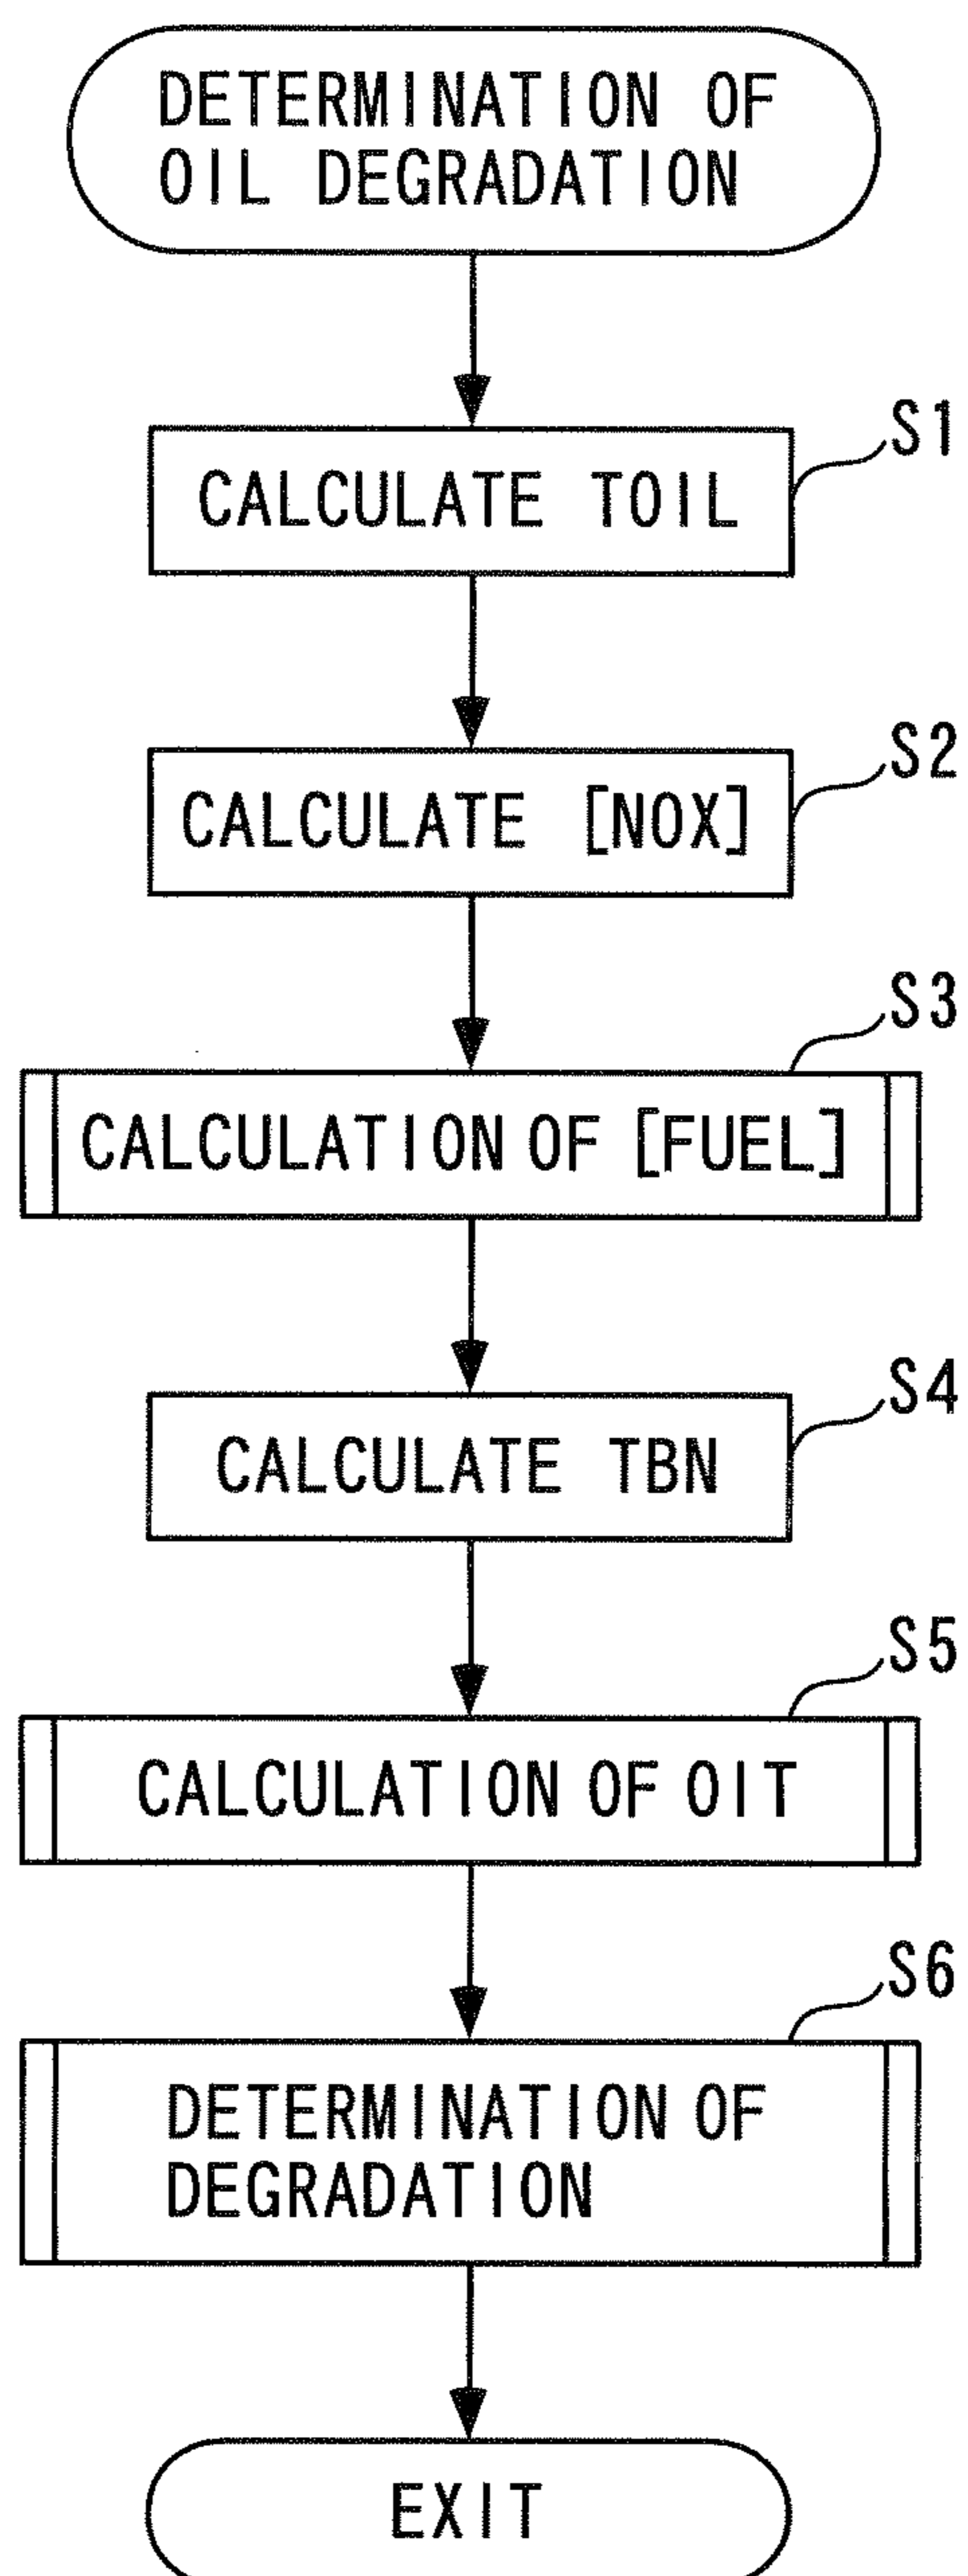 DETERMINATION OF
OIL DEGRADATION
S1
CALCULATE TOIL
S2
CALCULATE [NOX]
S3
CALCULATION OF [FUEL]
S4
CALCULATE TBN
S5
CALCULATION OF OIT
S6
DETERMINATION OF
DEGRADATION
EXIT